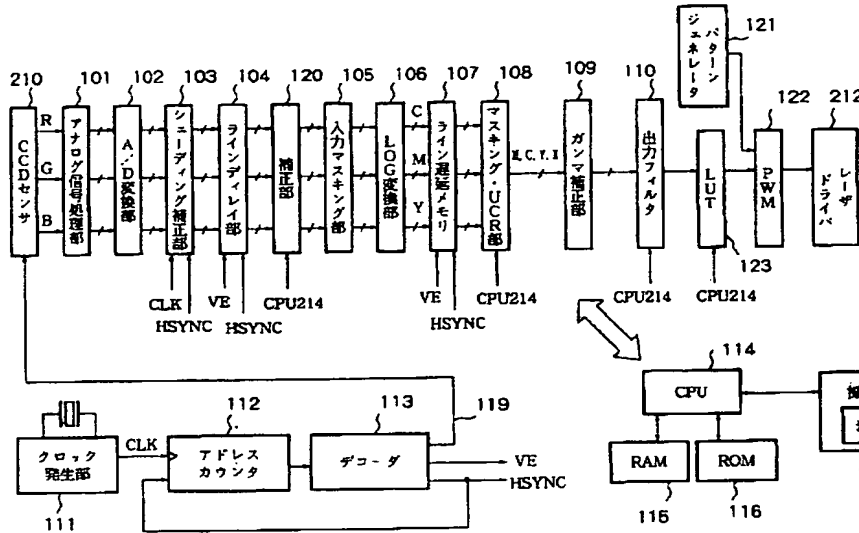 210
101
102
103
104
120
105
106
107
108
109
110
121
122
212
CCDセンサ
R
G
B
アナログ信号処理部
A/D変換部
シェーディング補正部
ラインディレイ部
補正部
入力マスキング部
LOG変換部
C
M
Y
ライン遅延メモリ
マスキング・UCR部
M, C, Y, K
ガンマ補正部
出力フィルタ
LUT
123
パターンジェネレータ
PWM
レーザドライバ
CLK
HSYNC
VE
HSYNC
CPU214
VE
HSYNC
CPU214
CPU214
CPU214
クロック発生部
111
CLK
112
アドレスカウンタ
113
デコーダ
119
VE
HSYNC
114
CPU
RAM
115
ROM
116